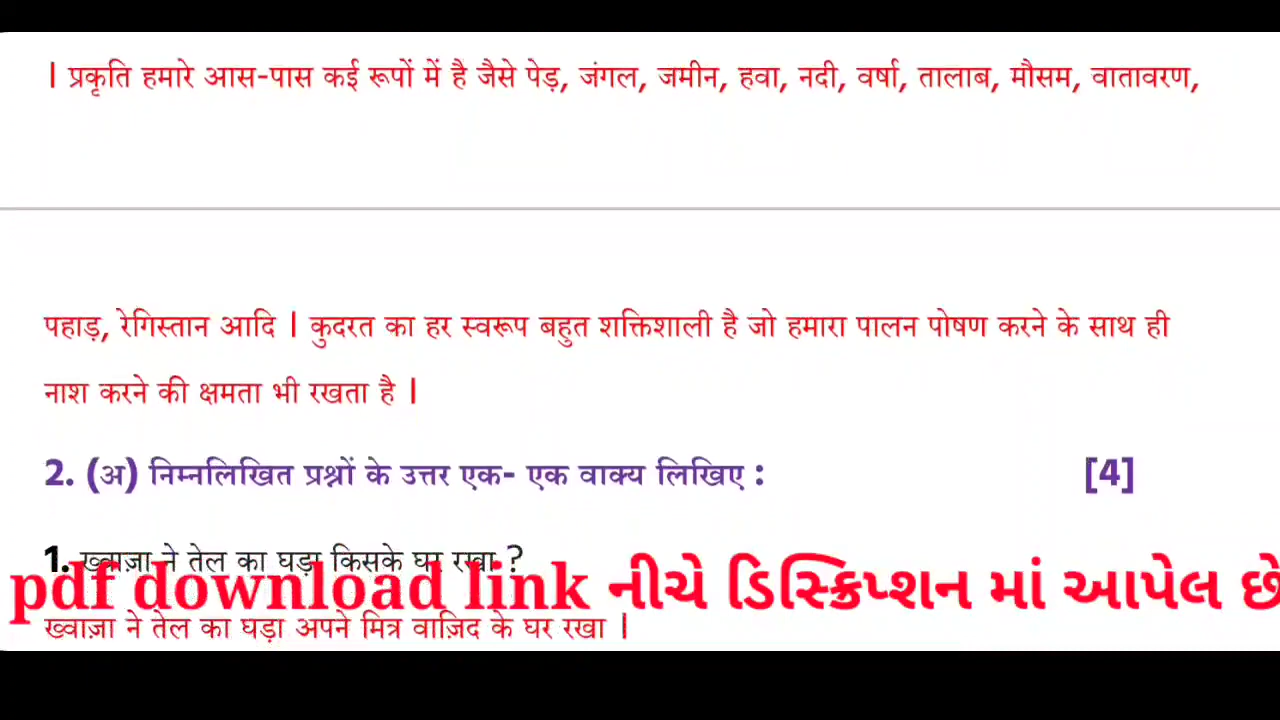 । प्रकृति हमारे आस-पास कई रूपों में है जैसे पेड़, जंगल, जमीन, हवा, नदी, वर्षा, तालाब, मौसम, वातावरण,
पहाड़, रेगिस्तान आदि । कुदरत का हर स्वरूप बहुत शक्तिशाली है जो हमारा पालन पोषण करने के साथ ही
नाश करने की क्षमता भी रखता है ।
2. (अ) निम्नलिखित प्रश्नों के उत्तर एक- एक वाक्य लिखिए : [4]
1. ख्वाज़ा ने तेल का घड़ा किसके घर रखा ?
pdf download link નીચે ડિસ્ક્રિપ્શન માં આપેલ છે
ख्वाज़ा ने तेल का घड़ा अपने मित्र वाज़िद के घर रखा ।